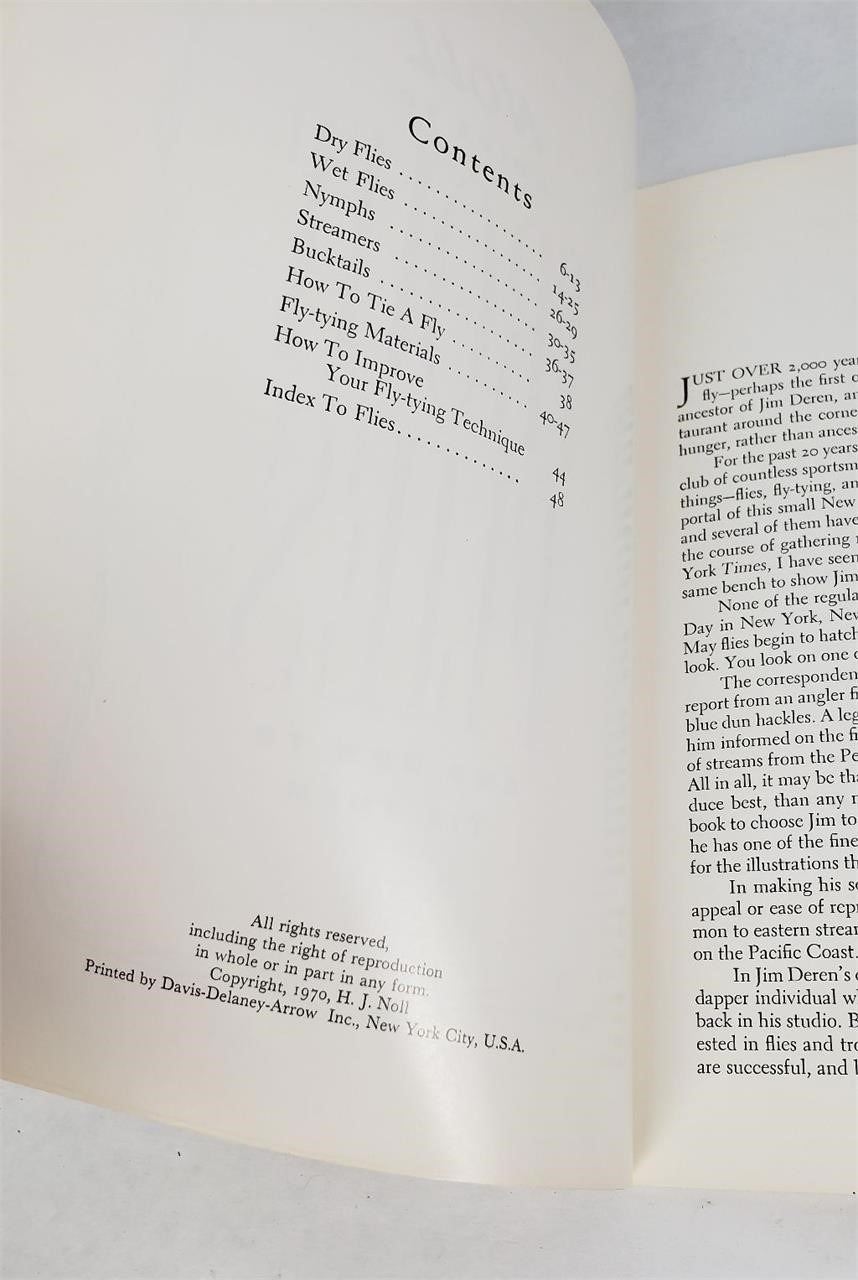 Contents
Dry Flies .................... 6-13
Wet Flies .................... 14-25
Nymphs .................... 26-29
Streamers .................... 30-35
Bucktails .................... 36-37
How To Tie A Fly .......... 38
Fly-tying Materials .......... 40-47
How To Improve
Your Fly-tying Technique 44
Index To Flies............... 48
All rights reserved,
including the right of reproduction
in whole or in part in any form.
Copyright, 1970, H. J. Noll
Printed by Davis-Delaney-Arrow Inc., New York City, U.S.A.
JUST OVER 2,000
fly—perhaps the first
ancestor of Jim Deren,
taurant around the
hunger, rather than
For the past 20 years
club of countless
things—flies, fly-tying,
portal of this small New
and several of them have
the course of gathering
York Times, I have seen
same bench to show Jim
None of the
Day in New York,
May flies begin to hatch
look. You look on one
The
report from an angler
blue dun hackles. A
him informed on the
of streams from the
All in all, it may be
duce best, than any
book to choose Jim to
he has one of the
for the illustrations
In making his
appeal or ease of
mon to eastern
on the Pacific Coast.
In Jim Deren's
dapper individual
back in his studio.
ested in flies and
are successful, and